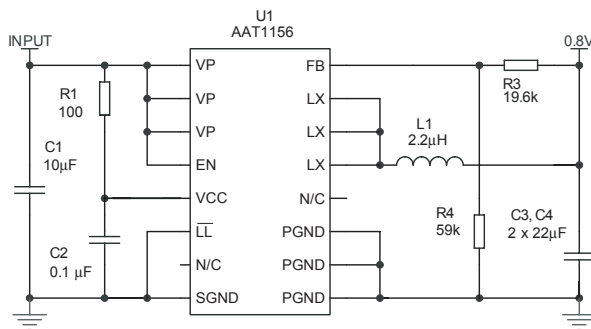 U1
AAT1156
INPUT
0.8V
VP
FB
R1
100
R3
19.6k
VP
LX
VP
LX
L1
2.2µH
C1
10µF
EN
LX
VCC
N/C
C2
0.1 µF
LL
PGND
R4
59k
C3, C4
2 x 22µF
N/C
PGND
SGND
PGND